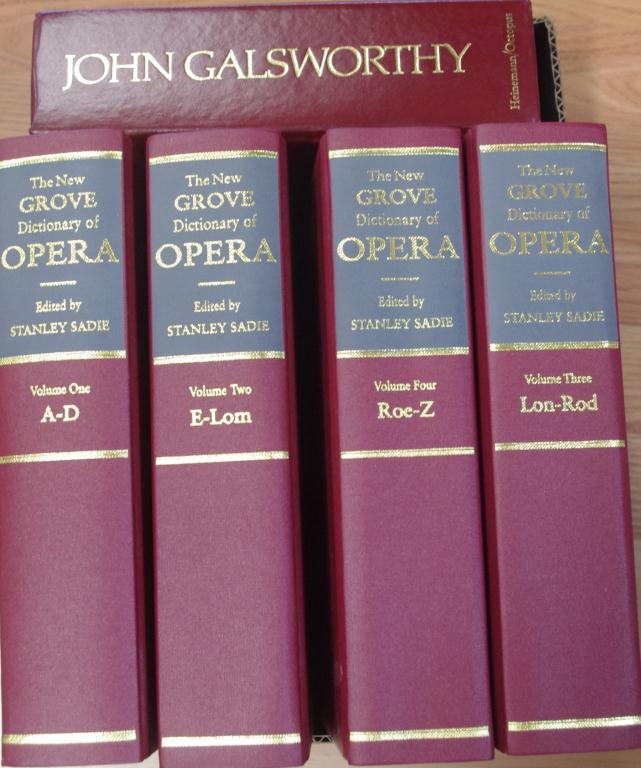 JOHN GALSWORTHY
Heinemann/Octopus
The New
GROVE
Dictionary of
OPERA
Edited by
STANLEY SADIE
Volume One
A-D
The New
GROVE
Dictionary of
OPERA
Edited by
STANLEY SADIE
Volume Two
E-Lom
The New
GROVE
Dictionary of
OPERA
Edited by
STANLEY SADIE
Volume Four
Roe-Z
The New
GROVE
Dictionary of
OPERA
Edited by
STANLEY SADIE
Volume Three
Lon-Rod